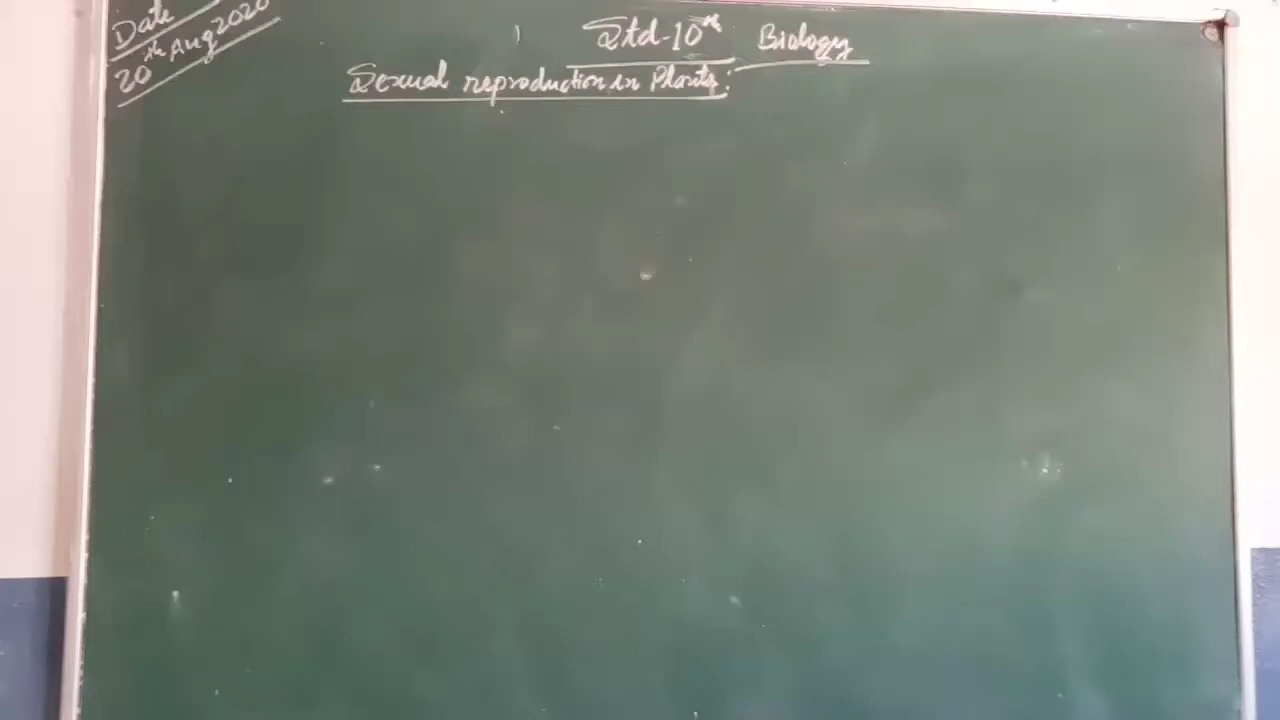 Date
20th Aug 2020
Std-10th Biology
Sexual reproduction in Plants: